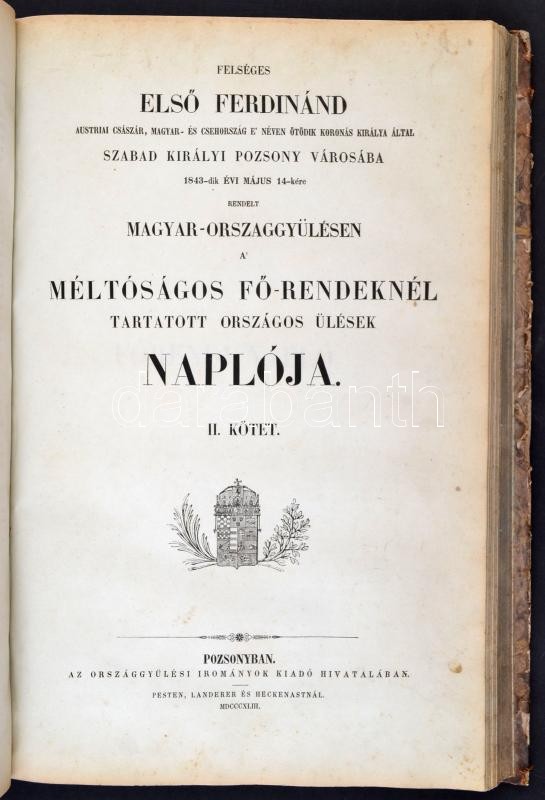 FELSÉGES
ELSŐ FERDINÁND
AUSTRIAI CSÁSZÁR, MAGYAR- ÉS CSEHORSZÁG E' NÉVEN ÖTÖDIK KORONÁS KIRÁLYA ÁLTAL
SZABAD KIRÁLYI POZSONY VÁROSÁBA
1843-dik ÉVI MÁJUS 14-kére
RENDELT
MAGYAR-ORSZAGGYÜLÉSEN
A'
MÉLTÓSÁGOS FŐ-RENDEKNÉL
TARTATOTT ORSZÁGOS ÜLÉSEK
NAPLÓJA.
darabanth
II. KÖTET.
POZSONYBAN.
AZ ORSZÁGGYÜLÉSI IROMÁNYOK KIADÓ HIVATALÁBAN.
PESTEN, LANDERER ÉS HECKENASTNÁL.
MDCCCXLIII.